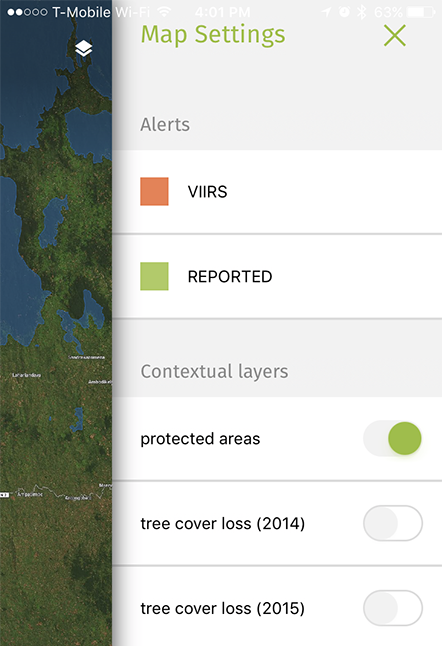 T-Mobile Wi-Fi 4:01 PM 63%
Map Settings
Alerts
VIIRS
REPORTED
Contextual layers
protected areas
tree cover loss (2014)
tree cover loss (2015)